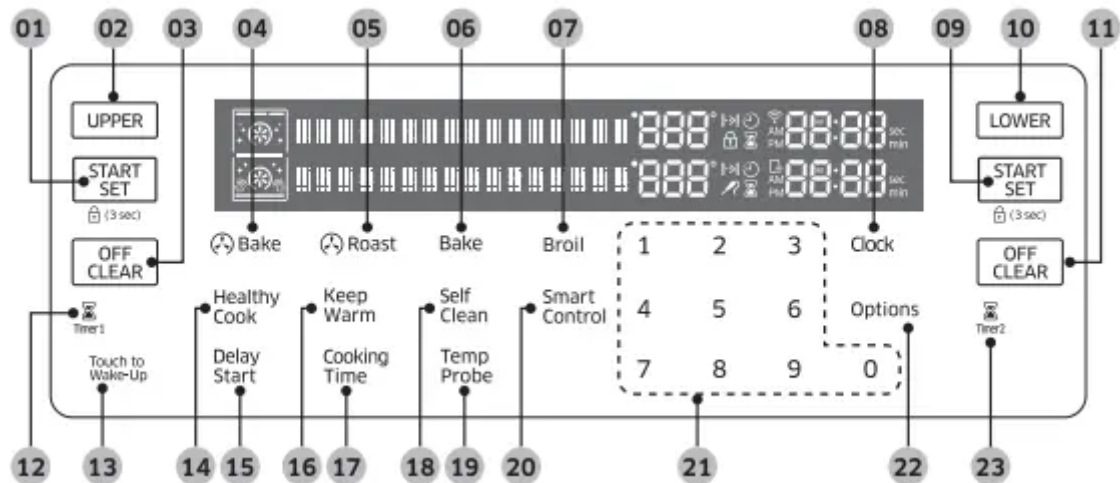 01 02 03 04 05 06 07 08 09 10 11
UPPER
LOWER
888 AM PM 88:88 sec min
888 AM PM 88:88 sec min
START
SET
(3 sec)
START
SET
(3 sec)
Bake Roast Bake Broil 1 2 3 Clock
OFF
CLEAR
OFF
CLEAR
Healthy
Cook
Keep
Warm
Self
Clean
Smart
Control
4 5 6 Options
Timer1
Timer2
Touch to
Wake-Up
Delay
Start
Cooking
Time
Temp
Probe
7 8 9 0
12 13 14 15 16 17 18 19 20 21 22 23